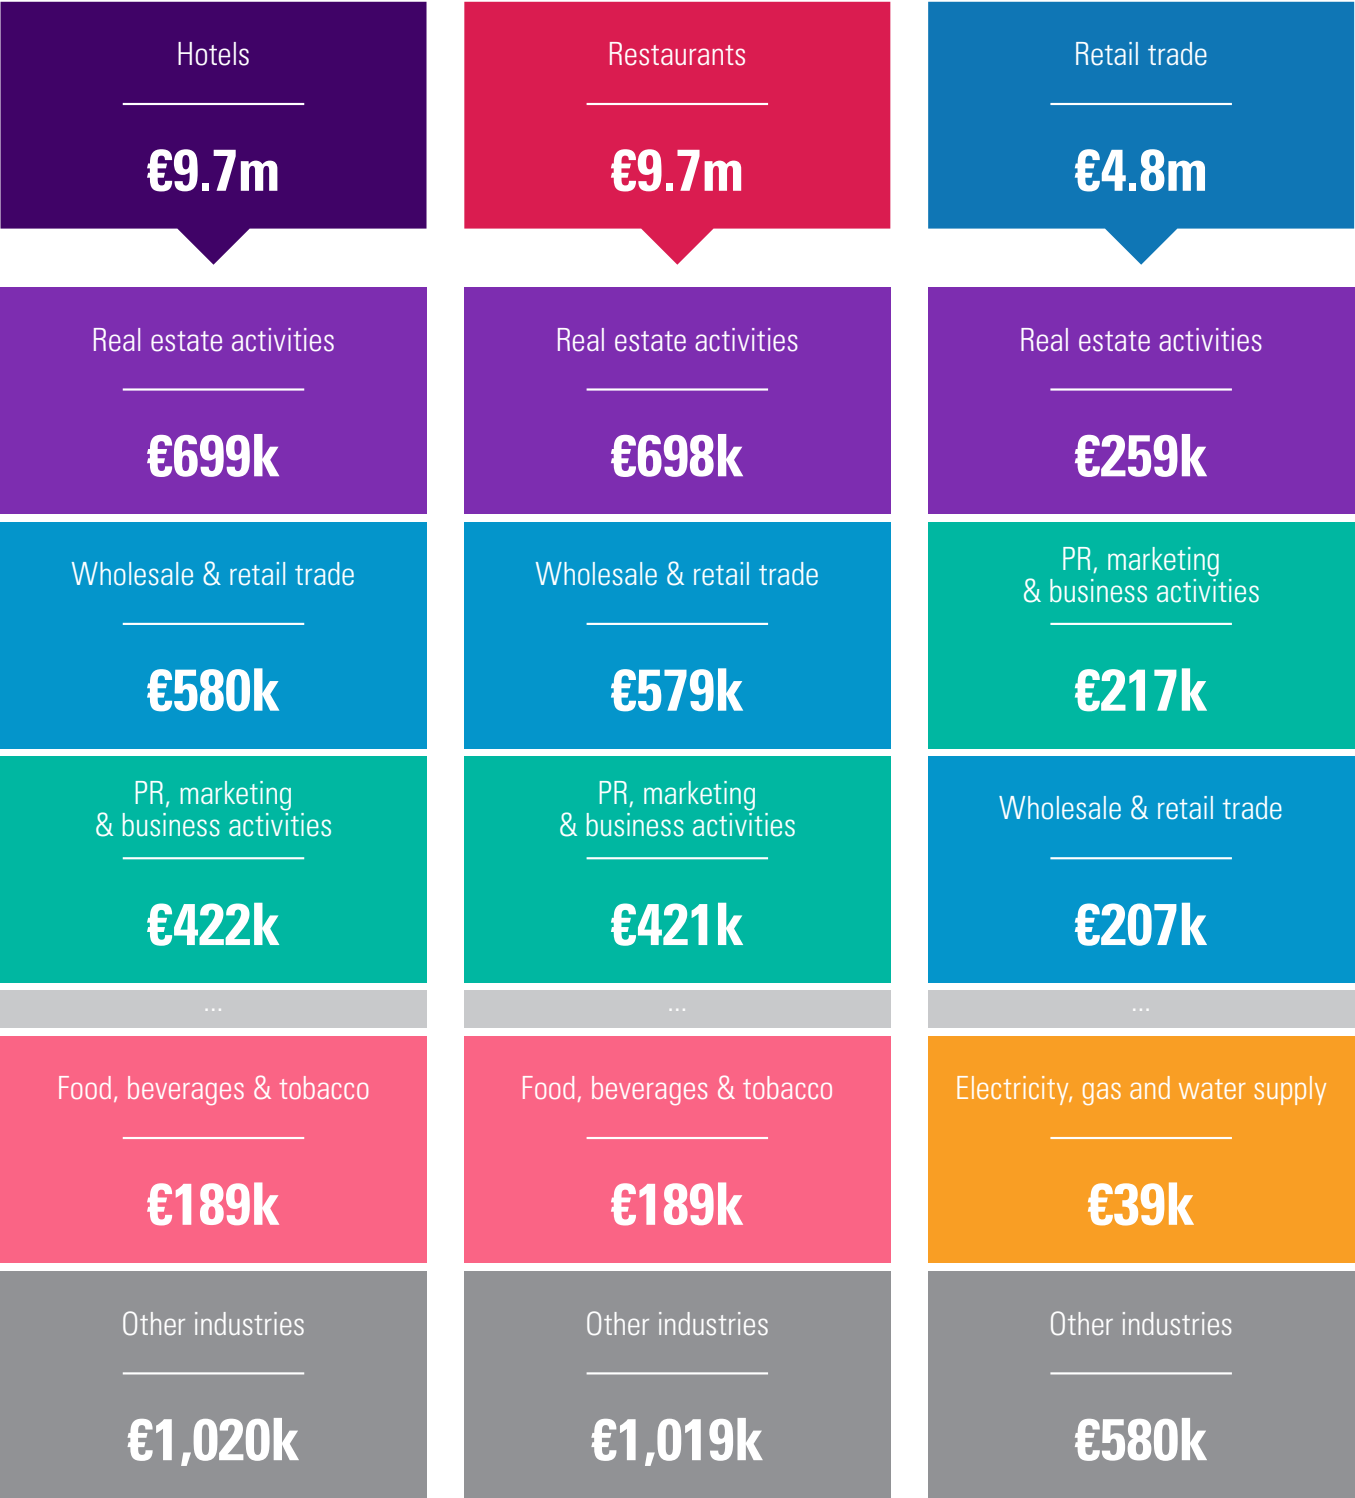 Hotels
€9.7m
Real estate activities
€699k
Wholesale & retail trade
€580k
PR, marketing
& business activities
€422k
...
Food, beverages & tobacco
€189k
Other industries
€1,020k
Restaurants
€9.7m
Real estate activities
€698k
Wholesale & retail trade
€579k
PR, marketing
& business activities
€421k
...
Food, beverages & tobacco
€189k
Other industries
€1,019k
Retail trade
€4.8m
Real estate activities
€259k
PR, marketing
& business activities
€217k
Wholesale & retail trade
€207k
...
Electricity, gas and water supply
€39k
Other industries
€580k